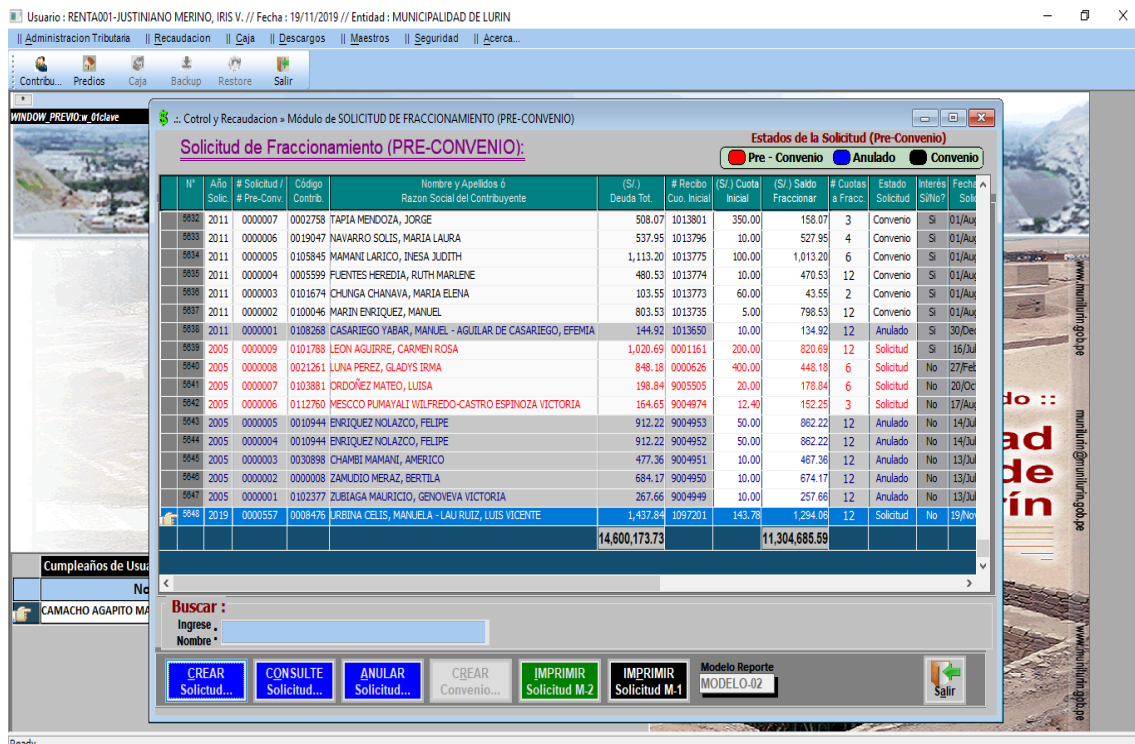 Usuario : RENTA001-JUSTINIANO MERINO, IRIS V. // Fecha : 19/11/2019 // Entidad : MUNICIPALIDAD DE LURIN
|| Administracion Tributaria || Recaudacion || Caja || Descargos || Maestros || Seguridad || Acerca...
Contribu... Predios Caja Backup Restore Salir
WINDOW_PREVIO:w_01clave
.:. Cotrol y Recaudacion » Módulo de SOLICITUD DE FRACCIONAMIENTO (PRE-CONVENIO)
Solicitud de Fraccionamiento (PRE-CONVENIO):
Estados de la Solicitud (Pre-Convenio)
Pre - Convenio Anulado Convenio
N° Año Solic. # Solicitud / # Pre-Conv. Código Contrib. Nombre y Apellidos ó Razon Social del Contribuyente (S/.) Deuda Tot. # Recibo Cuo. Inicial (S/.) Cuota Inicial (S/.) Saldo Fraccionar # Cuotas a Fracc. Estado Solicitud Interés Si/No? Fecha Solic
5632 2011 0000007 0002758 TAPIA MENDOZA, JORGE 508.07 1013801 350.00 158.07 3 Convenio Si 01/Aug
5633 2011 0000006 0019047 NAVARRO SOLIS, MARIA LAURA 537.95 1013796 10.00 527.95 4 Convenio Si 01/Aug
5634 2011 0000005 0105845 MAMANI LARICO, INESA JUDITH 1,113.20 1013775 100.00 1,013.20 6 Convenio Si 01/Aug
5635 2011 0000004 0005599 FUENTES HEREDIA, RUTH MARLENE 480.53 1013774 10.00 470.53 12 Convenio Si 01/Aug
5636 2011 0000003 0101674 CHUNGA CHANAVA, MARIA ELENA 103.55 1013773 60.00 43.55 2 Convenio Si 01/Aug
5637 2011 0000002 0100046 MARIN ENRIQUEZ, MANUEL 803.53 1013735 5.00 798.53 12 Convenio Si 01/Aug
5638 2011 0000001 0108268 CASARIEGO YABAR, MANUEL - AGUILAR DE CASARIEGO, EFEMIA 144.92 1013650 10.00 134.92 12 Anulado Si 30/Dec
5639 2005 0000009 0101788 LEON AGUIRRE, CARMEN ROSA 1,020.69 0001161 200.00 820.69 12 Solicitud Si 16/Jul
5640 2005 0000008 0021261 LUNA PEREZ, GLADYS IRMA 848.18 0000626 400.00 448.18 6 Solicitud No 27/Feb
5641 2005 0000007 0103881 ORDOÑEZ MATEO, LUISA 198.84 9005505 20.00 178.84 6 Solicitud No 20/Oc
5642 2005 0000006 0112760 MESCCO PUMAYALI WILFREDO-CASTRO ESPINOZA VICTORIA 164.65 9004974 12.40 152.25 3 Solicitud No 17/Aug
5643 2005 0000005 0010944 ENRIQUEZ NOLAZCO, FELIPE 912.22 9004953 50.00 862.22 12 Anulado No 14/Jul
5644 2005 0000004 0010944 ENRIQUEZ NOLAZCO, FELIPE 912.22 9004952 50.00 862.22 12 Anulado No 14/Jul
5645 2005 0000003 0030898 CHAMBI MAMANI, AMERICO 477.36 9004951 10.00 467.36 12 Anulado No 13/Jul
5646 2005 0000002 0000008 ZAMUDIO MERAZ, BERTILA 684.17 9004950 10.00 674.17 12 Anulado No 13/Jul
5647 2005 0000001 0102377 ZUBIAGA MAURICIO, GENOVEVA VICTORIA 267.66 9004949 10.00 257.66 12 Anulado No 13/Jul
5648 2019 0000557 0008476 URBINA CELIS, MANUELA - LAU RUIZ, LUIS VICENTE 1,437.84 1097201 143.78 1,294.06 12 Solicitud No 19/Nov
14,600,173.73 11,304,685.59
Cumpleaños de Usua
No
CAMACHO AGAPITO MA
Buscar :
Ingrese
Nombre :
CREAR Solictud... CONSULTE Solicitud... ANULAR Solicitud... CREAR Convenio... IMPRIMIR Solicitud M-2 IMPRIMIR Solicitud M-1
Modelo Reporte
MODELO-02
Salir
www.munilurin.gob.pe
munilurin@munilurin.gob.pe
www.munilurin.gob.pe
do ::
ad
de
ín
Ready